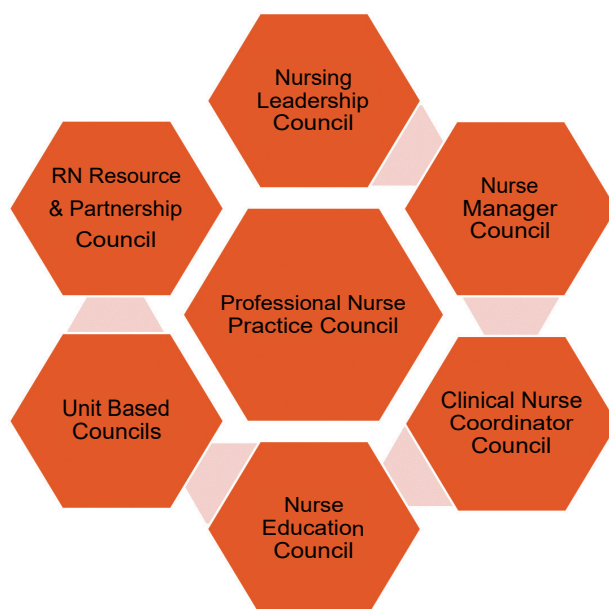 Nursing
Leadership
Council
RN Resource
& Partnership
Council
Nurse
Manager
Council
Professional Nurse
Practice Council
Unit Based
Councils
Clinical Nurse
Coordinator
Council
Nurse
Education
Council